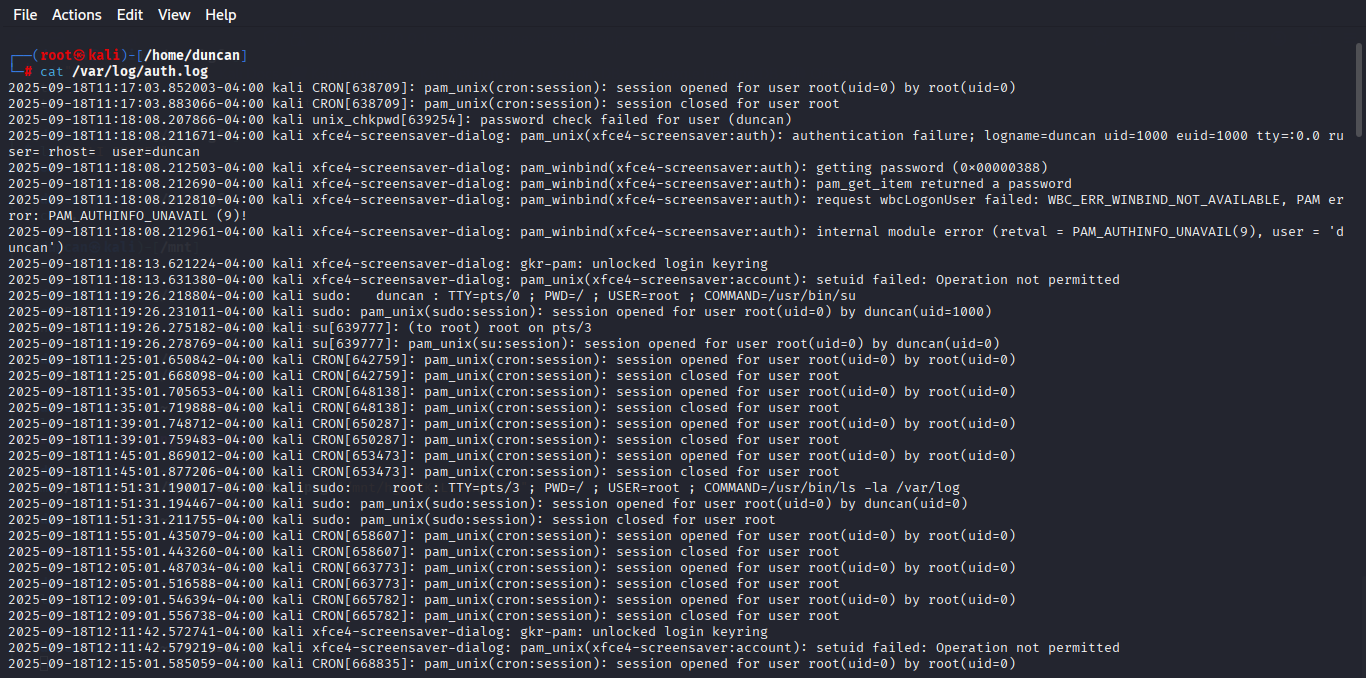 File Actions Edit View Help
┌──(root㉿kali)-[/home/duncan]
└─# cat /var/log/auth.log
2025-09-18T11:17:03.852003-04:00 kali CRON[638709]: pam_unix(cron:session): session opened for user root(uid=0) by root(uid=0)
2025-09-18T11:17:03.883066-04:00 kali CRON[638709]: pam_unix(cron:session): session closed for user root
2025-09-18T11:18:08.207866-04:00 kali unix_chkpwd[639254]: password check failed for user (duncan)
2025-09-18T11:18:08.211671-04:00 kali xfce4-screensaver-dialog: pam_unix(xfce4-screensaver:auth): authentication failure; logname=duncan uid=1000 euid=1000 tty=:0.0 ru
ser= rhost=  user=duncan
2025-09-18T11:18:08.212503-04:00 kali xfce4-screensaver-dialog: pam_winbind(xfce4-screensaver:auth): getting password (0×00000388)
2025-09-18T11:18:08.212690-04:00 kali xfce4-screensaver-dialog: pam_winbind(xfce4-screensaver:auth): pam_get_item returned a password
2025-09-18T11:18:08.212810-04:00 kali xfce4-screensaver-dialog: pam_winbind(xfce4-screensaver:auth): request wbcLogonUser failed: WBC_ERR_WINBIND_NOT_AVAILABLE, PAM er
ror: PAM_AUTHINFO_UNAVAIL (9)!
2025-09-18T11:18:08.212961-04:00 kali xfce4-screensaver-dialog: pam_winbind(xfce4-screensaver:auth): internal module error (retval = PAM_AUTHINFO_UNAVAIL(9), user = 'd
uncan')
2025-09-18T11:18:13.621224-04:00 kali xfce4-screensaver-dialog: gkr-pam: unlocked login keyring
2025-09-18T11:18:13.631380-04:00 kali xfce4-screensaver-dialog: pam_unix(xfce4-screensaver:account): setuid failed: Operation not permitted
2025-09-18T11:19:26.218804-04:00 kali sudo:   duncan : TTY=pts/0 ; PWD=/ ; USER=root ; COMMAND=/usr/bin/su
2025-09-18T11:19:26.231011-04:00 kali sudo: pam_unix(sudo:session): session opened for user root(uid=0) by duncan(uid=1000)
2025-09-18T11:19:26.275182-04:00 kali su[639777]: (to root) root on pts/3
2025-09-18T11:19:26.278769-04:00 kali su[639777]: pam_unix(su:session): session opened for user root(uid=0) by duncan(uid=0)
2025-09-18T11:25:01.650842-04:00 kali CRON[642759]: pam_unix(cron:session): session opened for user root(uid=0) by root(uid=0)
2025-09-18T11:25:01.668098-04:00 kali CRON[642759]: pam_unix(cron:session): session closed for user root
2025-09-18T11:35:01.705653-04:00 kali CRON[648138]: pam_unix(cron:session): session opened for user root(uid=0) by root(uid=0)
2025-09-18T11:35:01.719888-04:00 kali CRON[648138]: pam_unix(cron:session): session closed for user root
2025-09-18T11:39:01.748712-04:00 kali CRON[650287]: pam_unix(cron:session): session opened for user root(uid=0) by root(uid=0)
2025-09-18T11:39:01.759483-04:00 kali CRON[650287]: pam_unix(cron:session): session closed for user root
2025-09-18T11:45:01.869012-04:00 kali CRON[653473]: pam_unix(cron:session): session opened for user root(uid=0) by root(uid=0)
2025-09-18T11:45:01.877206-04:00 kali CRON[653473]: pam_unix(cron:session): session closed for user root
2025-09-18T11:51:31.190017-04:00 kali sudo:     root : TTY=pts/3 ; PWD=/ ; USER=root ; COMMAND=/usr/bin/ls -la /var/log
2025-09-18T11:51:31.194467-04:00 kali sudo: pam_unix(sudo:session): session opened for user root(uid=0) by duncan(uid=0)
2025-09-18T11:51:31.211755-04:00 kali sudo: pam_unix(sudo:session): session closed for user root
2025-09-18T11:55:01.435079-04:00 kali CRON[658607]: pam_unix(cron:session): session opened for user root(uid=0) by root(uid=0)
2025-09-18T11:55:01.443260-04:00 kali CRON[658607]: pam_unix(cron:session): session closed for user root
2025-09-18T12:05:01.487034-04:00 kali CRON[663773]: pam_unix(cron:session): session opened for user root(uid=0) by root(uid=0)
2025-09-18T12:05:01.516588-04:00 kali CRON[663773]: pam_unix(cron:session): session closed for user root
2025-09-18T12:09:01.546394-04:00 kali CRON[665782]: pam_unix(cron:session): session opened for user root(uid=0) by root(uid=0)
2025-09-18T12:09:01.556738-04:00 kali CRON[665782]: pam_unix(cron:session): session closed for user root
2025-09-18T12:11:42.572741-04:00 kali xfce4-screensaver-dialog: gkr-pam: unlocked login keyring
2025-09-18T12:11:42.579219-04:00 kali xfce4-screensaver-dialog: pam_unix(xfce4-screensaver:account): setuid failed: Operation not permitted
2025-09-18T12:15:01.585059-04:00 kali CRON[668835]: pam_unix(cron:session): session opened for user root(uid=0) by root(uid=0)